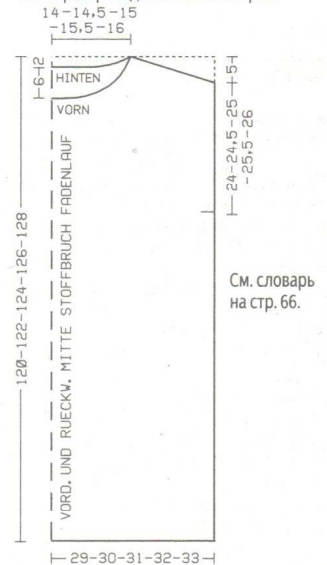 14-14,5-15
-15,5-16
2
6
HINTEN
VORN
5
24-24,5-25
-25,5-26
120-122-124-126-128
VORD. UND RUECKW. MITTE STOFFBRUCH FADENLAUF
См. словарь
на стр. 66.
29-30-31-32-33